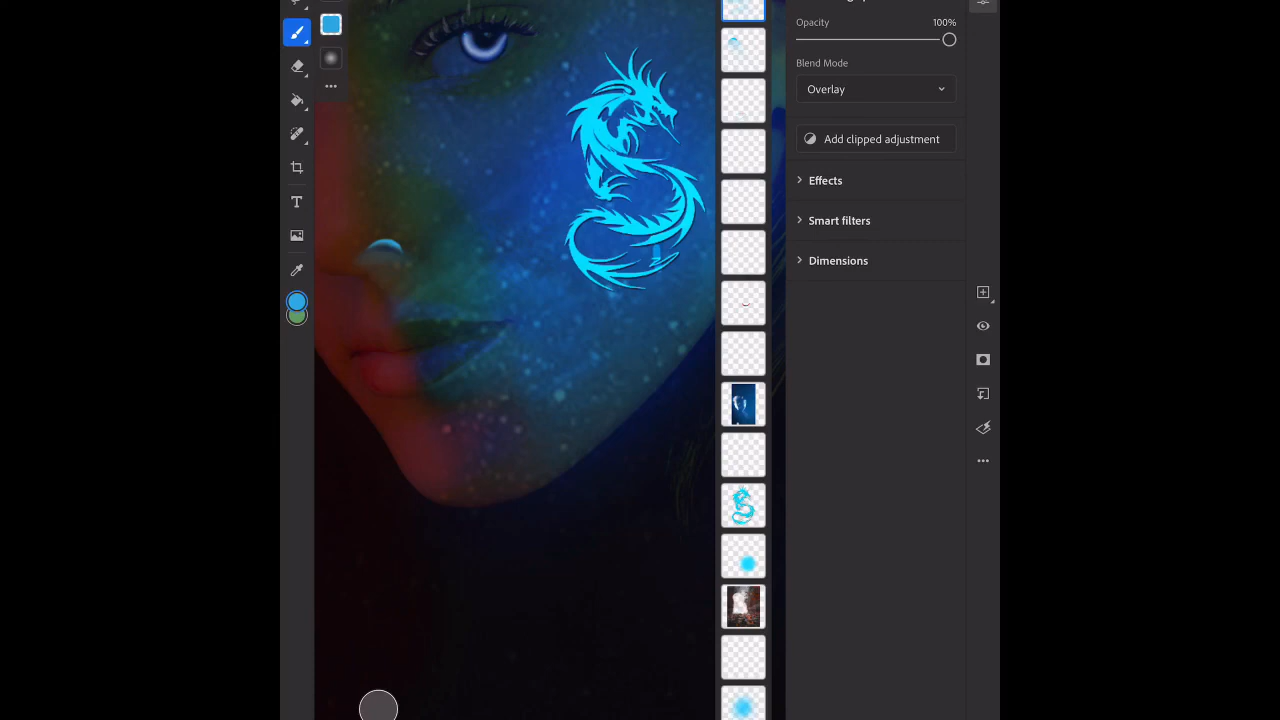 Opacity 100%
Blend Mode
Overlay
Add clipped adjustment
Effects
Smart filters
Dimensions
T